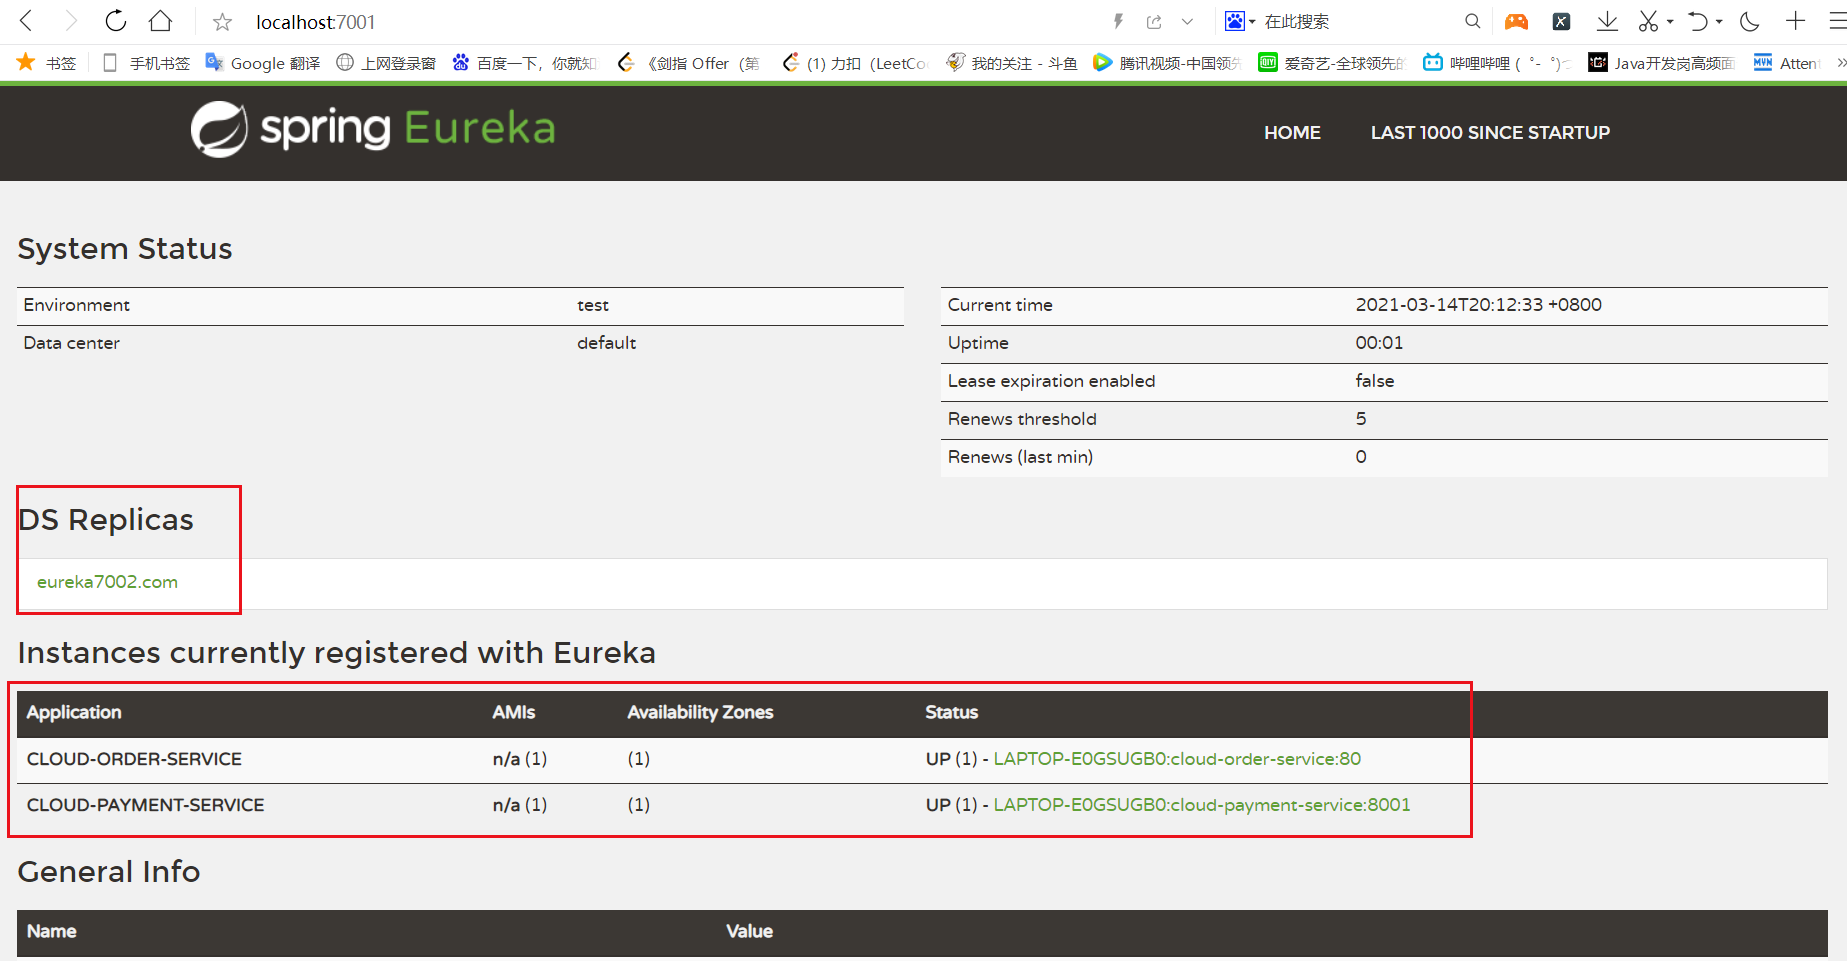 localhost:7001
在此搜索
书签 手机书签 Google 翻译 上网登录窗 百度一下，你就知 《剑指 Offer（第 (1) 力扣（LeetCo 我的关注 - 斗鱼 腾讯视频-中国领先 爱奇艺-全球领先的 哔哩哔哩 ( ゜- ゜)つ Java开发岗高频面 Atten
spring Eureka
HOME LAST 1000 SINCE STARTUP
System Status
Environment test
Data center default
Current time 2021-03-14T20:12:33 +0800
Uptime 00:01
Lease expiration enabled false
Renews threshold 5
Renews (last min) 0
DS Replicas
eureka7002.com
Instances currently registered with Eureka
Application AMIs Availability Zones Status
CLOUD-ORDER-SERVICE n/a (1) (1) UP (1) - LAPTOP-E0GSUGB0:cloud-order-service:80
CLOUD-PAYMENT-SERVICE n/a (1) (1) UP (1) - LAPTOP-E0GSUGB0:cloud-payment-service:8001
General Info
Name Value